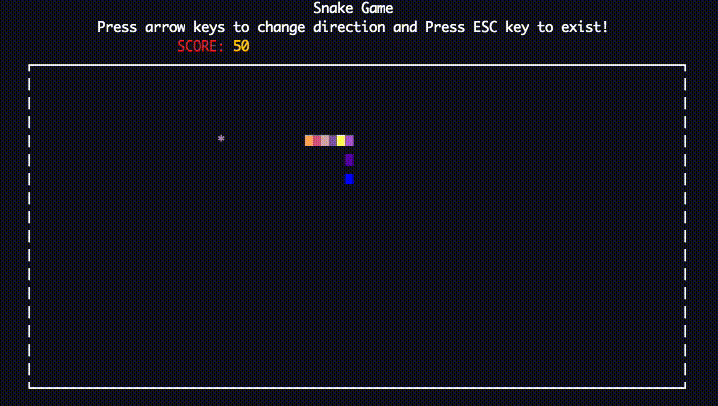 Snake Game
Press arrow keys to change direction and Press ESC key to exist!
SCORE: 50
*